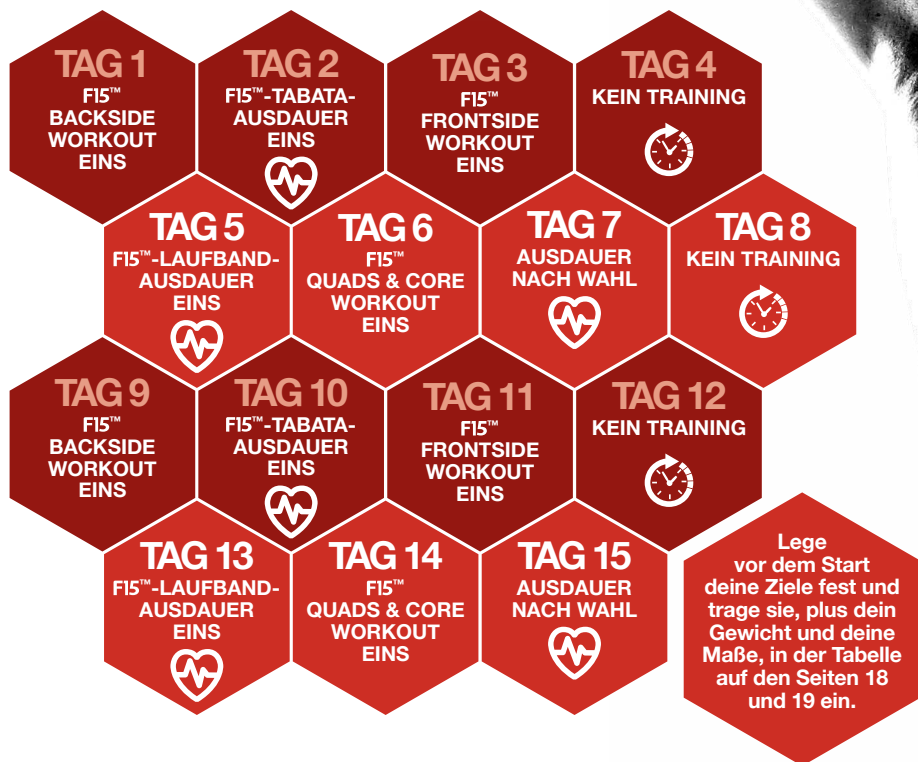 TAG 1
F15™
BACKSIDE
WORKOUT
EINS
TAG 2
F15™-TABATA-
AUSDAUER
EINS
TAG 3
F15™
FRONTSIDE
WORKOUT
EINS
TAG 4
KEIN TRAINING
TAG 5
F15™-LAUFBAND-
AUSDAUER
EINS
TAG 6
F15™
QUADS & CORE
WORKOUT
EINS
TAG 7
AUSDAUER
NACH WAHL
TAG 8
KEIN TRAINING
TAG 9
F15™
BACKSIDE
WORKOUT
EINS
TAG 10
F15™-TABATA-
AUSDAUER
EINS
TAG 11
F15™
FRONTSIDE
WORKOUT
EINS
TAG 12
KEIN TRAINING
TAG 13
F15™-LAUFBAND-
AUSDAUER
EINS
TAG 14
F15™
QUADS & CORE
WORKOUT
EINS
TAG 15
AUSDAUER
NACH WAHL
Lege
vor dem Start
deine Ziele fest und
trage sie, plus dein
Gewicht und deine
Maße, in der Tabelle
auf den Seiten 18
und 19 ein.